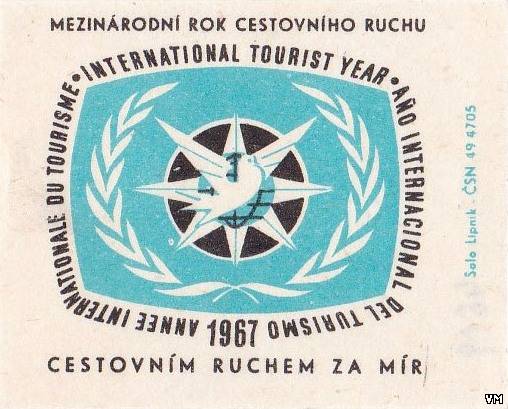 MEZINÁRODNÍ ROK CESTOVNÍHO RUCHU
•INTERNATIONAL TOURIST YEAR•
AÑO INTERNACIONAL DEL TURISMO
ANNEE INTERNATIONALE DU TOURISME
1967
CESTOVNÍM RUCHEM ZA MÍR
Solo Lipník - ČSN 49 4705
VM